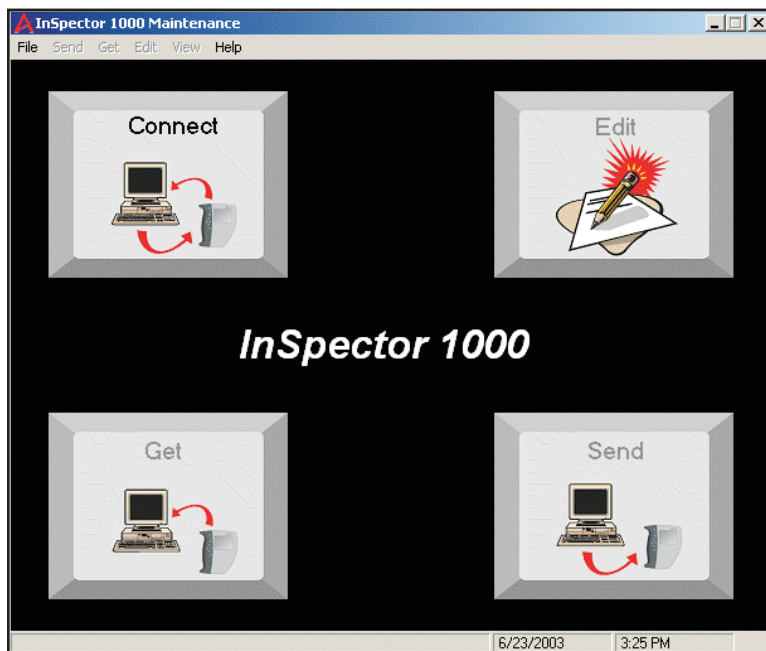 InSpector 1000 Maintenance
File Send Get Edit View Help
Connect
Edit
InSpector 1000
Get
Send
6/23/2003 3:25 PM